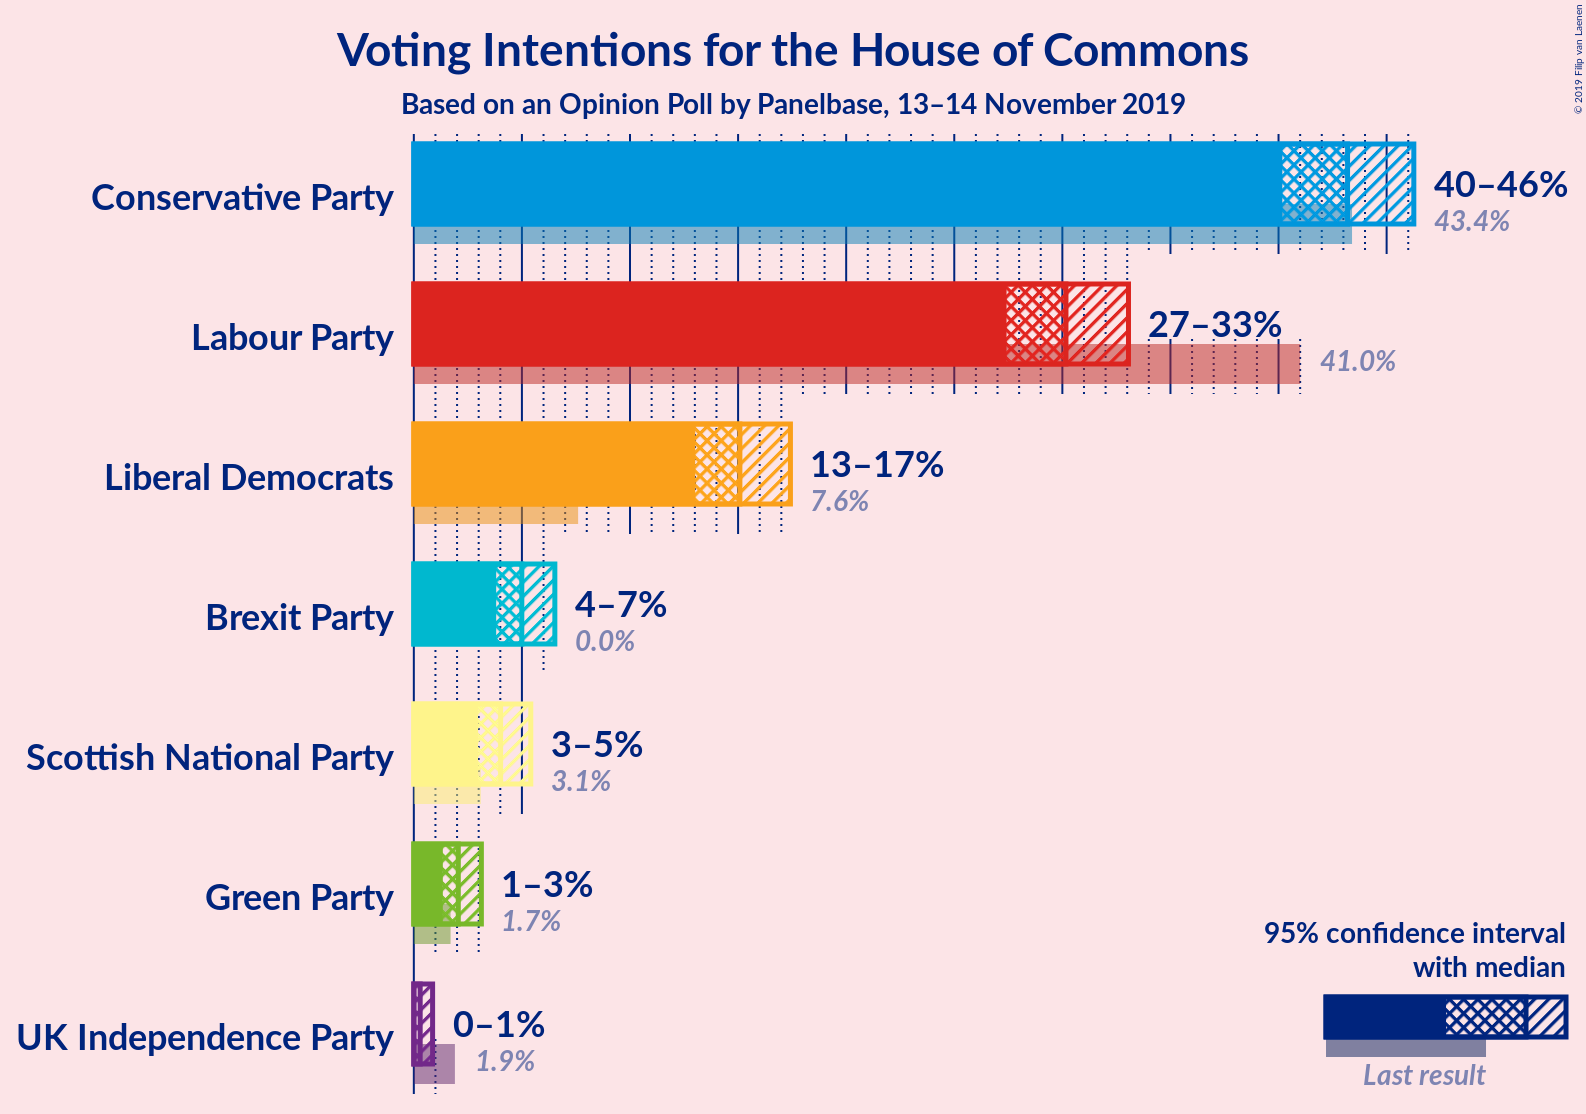 Voting Intentions for the House of Commons
Based on an Opinion Poll by Panelbase, 13–14 November 2019
© 2019 Filip van Laenen
Conservative Party
40–46%
43.4%
Labour Party
27–33%
41.0%
Liberal Democrats
13–17%
7.6%
Brexit Party
4–7%
0.0%
Scottish National Party
3–5%
3.1%
Green Party
1–3%
1.7%
UK Independence Party
0–1%
1.9%
95% confidence interval
with median
Last result